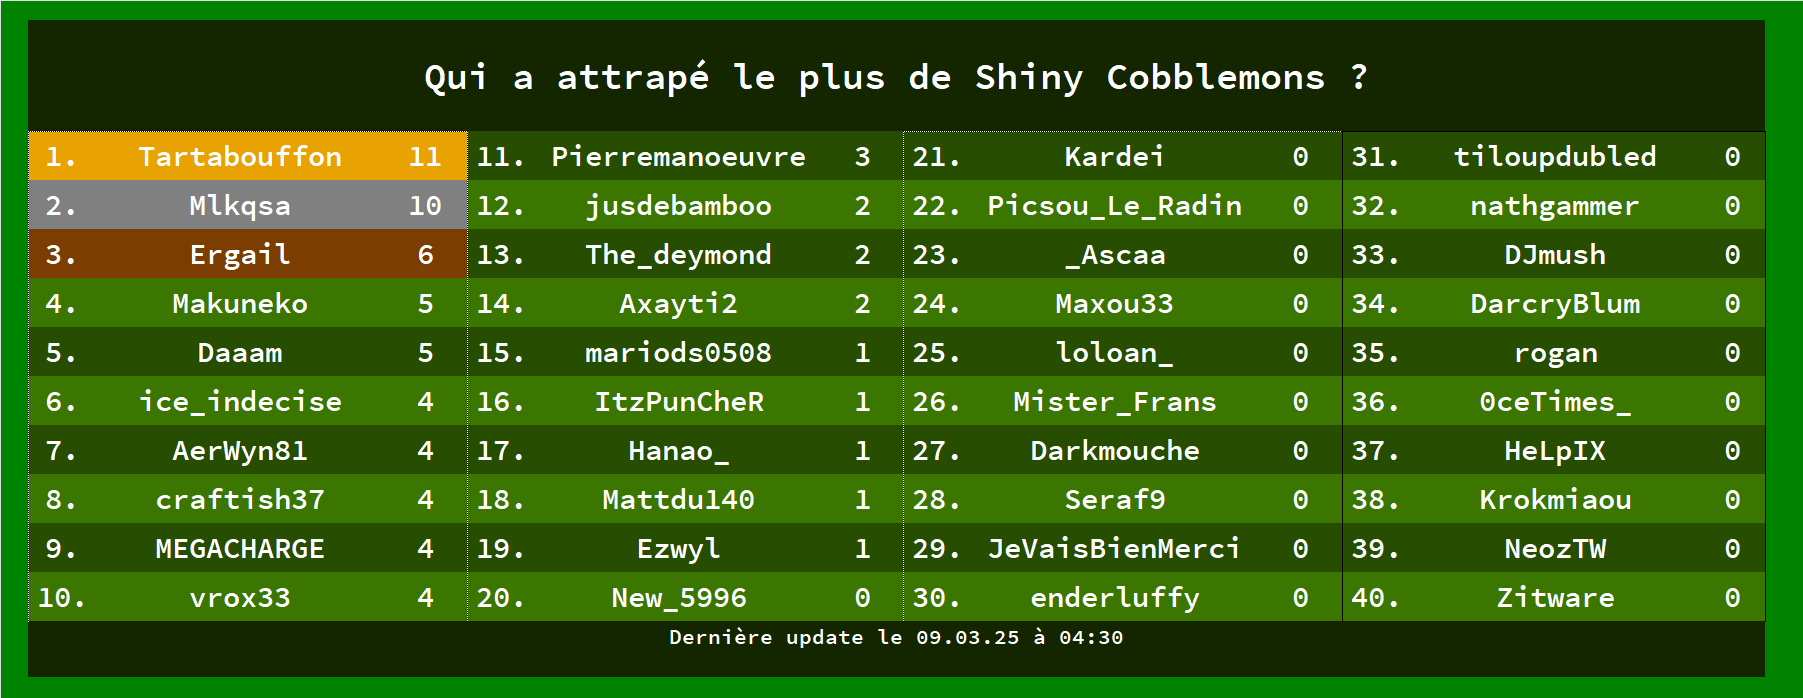 Qui a attrapé le plus de Shiny Cobblemons ?
1. Tartabouffon 11
2. Mlkqsa 10
3. Ergail 6
4. Makuneko 5
5. Daaam 5
6. ice_indecise 4
7. AerWyn81 4
8. craftish37 4
9. MEGACHARGE 4
10. vrox33 4
11. Pierremanoeuvre 3
12. jusdebamboo 2
13. The_deymond 2
14. Axayti2 2
15. mariods0508 1
16. ItzPunCheR 1
17. Hanao_ 1
18. Mattdu140 1
19. Ezwyl 1
20. New_5996 0
21. Kardei 0
22. Picsou_Le_Radin 0
23. _Ascaa 0
24. Maxou33 0
25. loloan_ 0
26. Mister_Frans 0
27. Darkmouche 0
28. Seraf9 0
29. JeVaisBienMerci 0
30. enderluffy 0
31. tiloupdubled 0
32. nathgammer 0
33. DJmush 0
34. DarcryBlum 0
35. rogan 0
36. 0ceTimes_ 0
37. HeLpIX 0
38. Krokmiaou 0
39. NeozTW 0
40. Zitware 0
Dernière update le 09.03.25 à 04:30